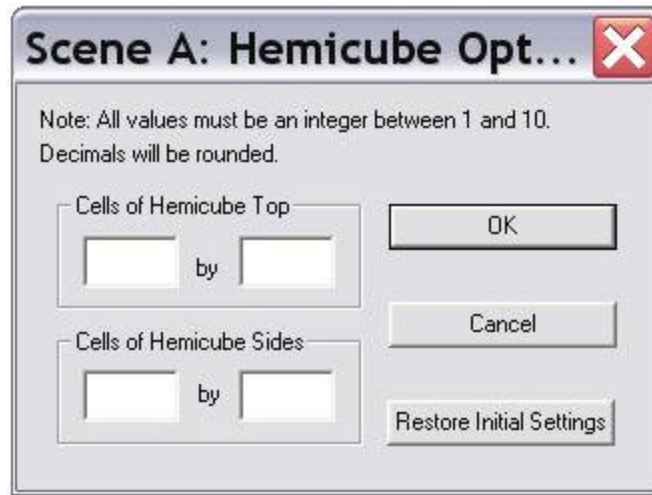 Scene A: Hemicube Opt...
Note: All values must be an integer between 1 and 10.
Decimals will be rounded.
Cells of Hemicube Top
by
OK
Cancel
Cells of Hemicube Sides
by
Restore Initial Settings